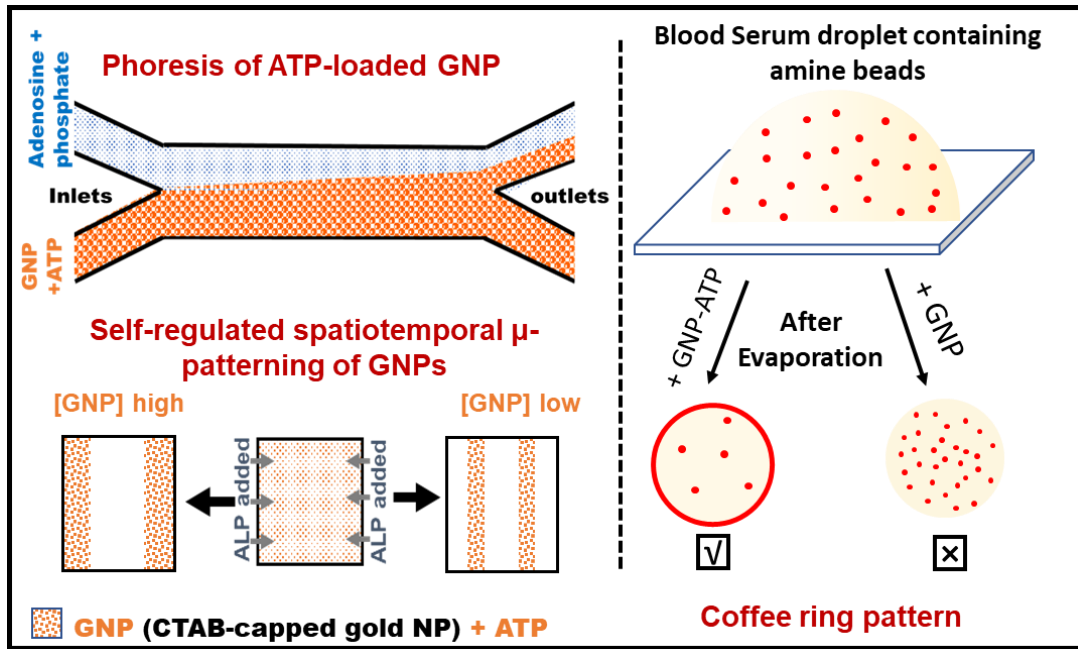 Adenosine +
phosphate
Phoresis of ATP-loaded GNP
Inlets
outlets
GNP
+ATP
Self-regulated spatiotemporal µ-
patterning of GNPs
[GNP] high
[GNP] low
ALP added
ALP added
GNP (CTAB-capped gold NP) + ATP
Blood Serum droplet containing
amine beads
+ GNP-ATP
After
Evaporation
+ GNP
√
×
Coffee ring pattern